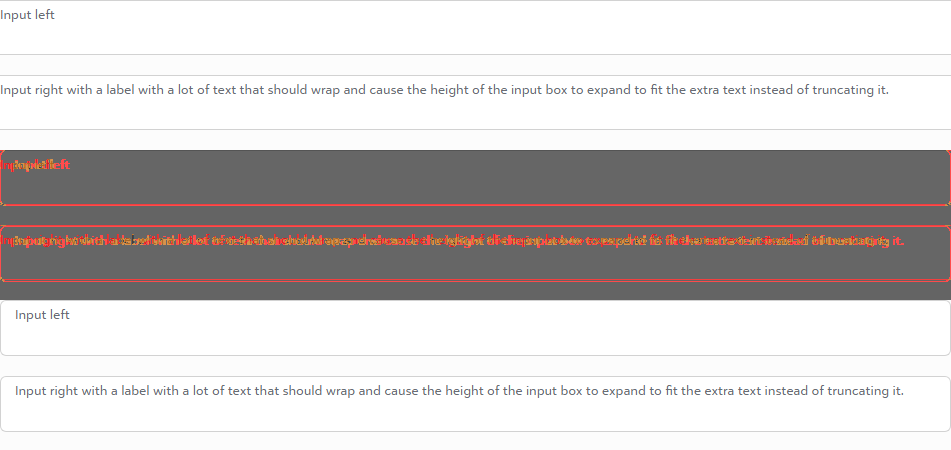 Input left
Input right with a label with a lot of text that should wrap and cause the height of the input box to expand to fit the extra text instead of truncating it.
Input left
Input right with a label with a lot of text that should wrap and cause the height of the input box to expand to fit the extra text instead of truncating it.
Input left
Input right with a label with a lot of text that should wrap and cause the height of the input box to expand to fit the extra text instead of truncating it.